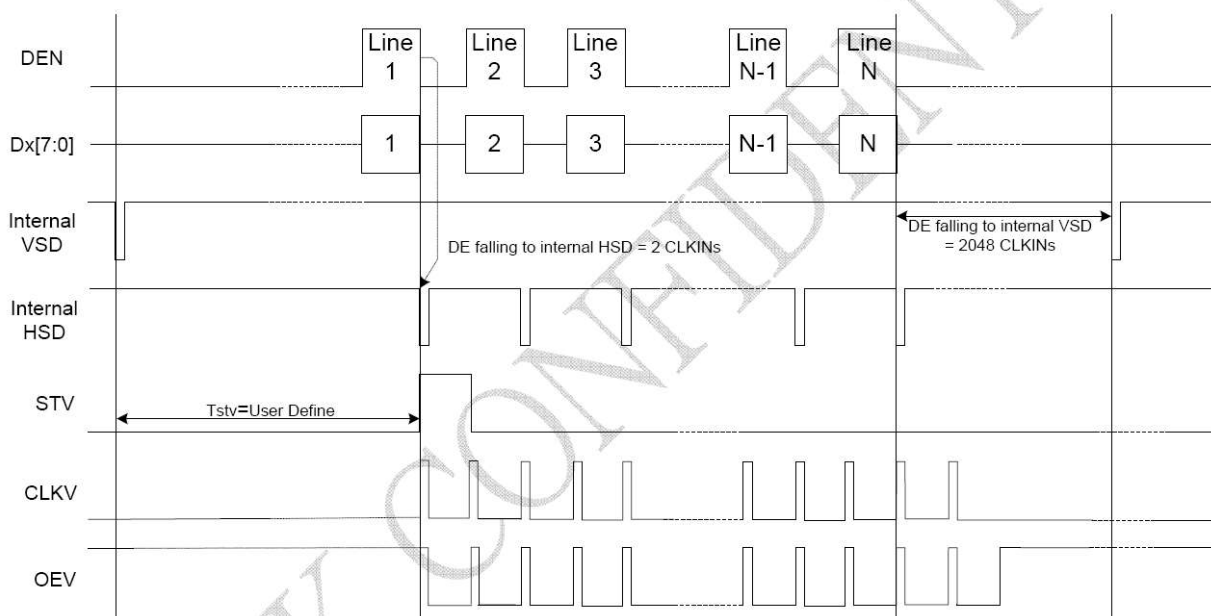 DEN
Line
1
Line
2
Line
3
Line
N-1
Line
N
Dx[7:0]
1
2
3
N-1
N
Internal
VSD
DE falling to internal VSD
= 2048 CLKINs
DE falling to internal HSD = 2 CLKINs
Internal
HSD
STV
Tstv=User Define
CLKV
OEV
K CONFIDENT